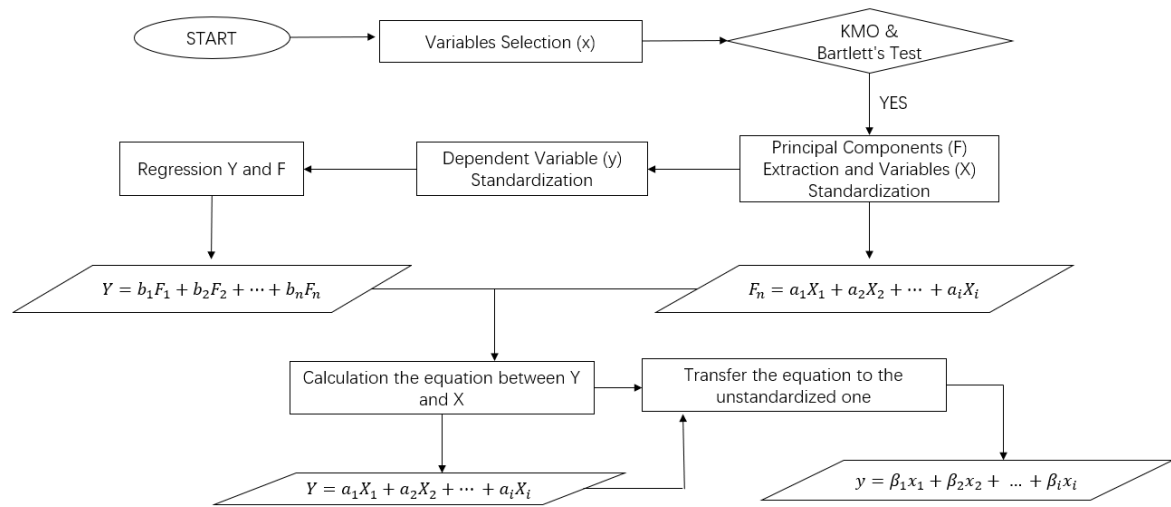 START
Variables Selection (x)
KMO &
Bartlett's Test
YES
Principal Components (F)
Extraction and Variables (X)
Standardization
Dependent Variable (y)
Standardization
Regression Y and F
Y = b₁F₁ + b₂F₂ + ⋯ + bₙFₙ
Fₙ = a₁X₁ + a₂X₂ + ⋯ + aᵢXᵢ
Calculation the equation between Y
and X
Transfer the equation to the
unstandardized one
Y = a₁X₁ + a₂X₂ + ⋯ + aᵢXᵢ
y = β₁x₁ + β₂x₂ + … + βᵢxᵢ